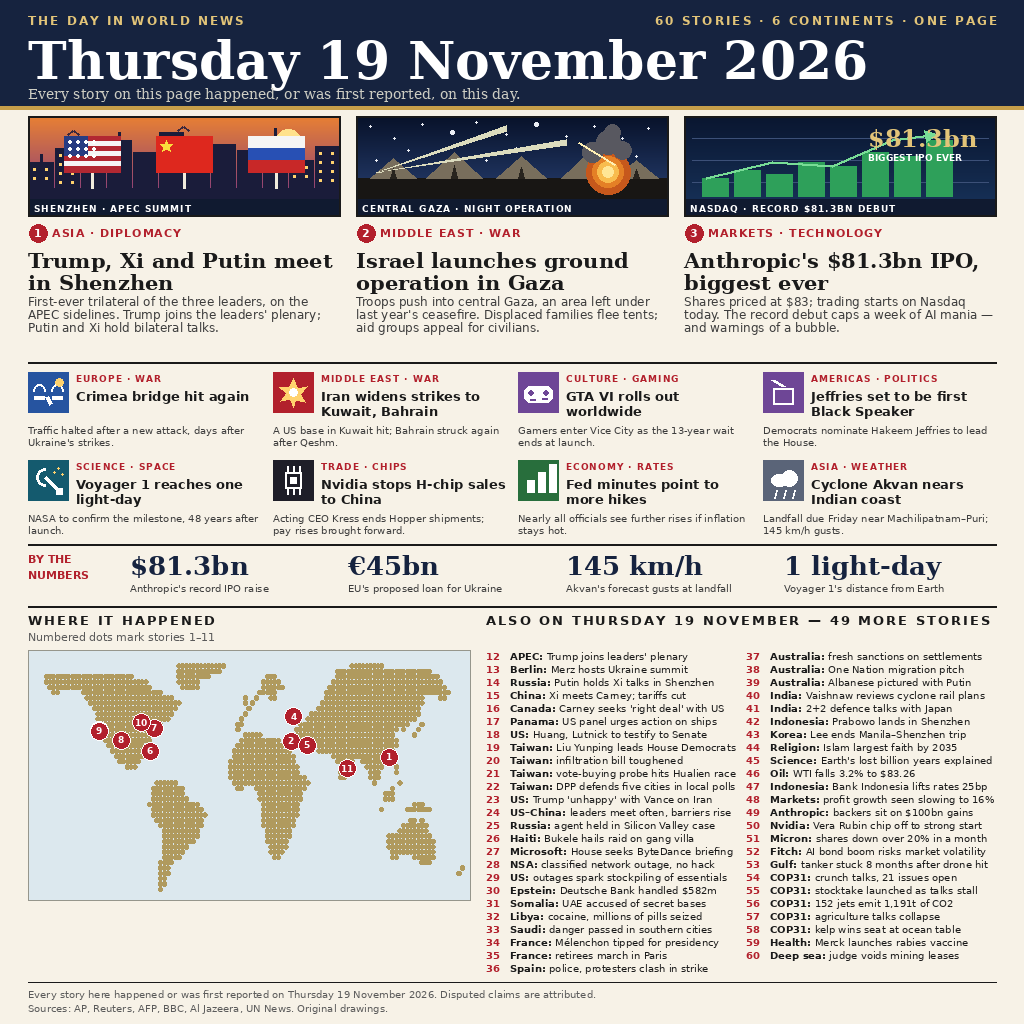 THE DAY IN WORLD NEWS
60 STORIES · 6 CONTINENTS · ONE PAGE
Thursday 19 November 2026
Every story on this page happened, or was first reported, on this day.
SHENZHEN · APEC SUMMIT
1 ASIA · DIPLOMACY
Trump, Xi and Putin meet
in Shenzhen
First-ever trilateral of the three leaders, on the
APEC sidelines. Trump joins the leaders' plenary;
Putin and Xi hold bilateral talks.
CENTRAL GAZA · NIGHT OPERATION
2 MIDDLE EAST · WAR
Israel launches ground
operation in Gaza
Troops push into central Gaza, an area left under
last year's ceasefire. Displaced families flee tents;
aid groups appeal for civilians.
$81.3bn
BIGGEST IPO EVER
NASDAQ · RECORD $81.3BN DEBUT
3 MARKETS · TECHNOLOGY
Anthropic's $81.3bn IPO,
biggest ever
Shares priced at $83; trading starts on Nasdaq
today. The record debut caps a week of AI mania —
and warnings of a bubble.
EUROPE · WAR
Crimea bridge hit again
Traffic halted after a new attack, days after
Ukraine's strikes.
MIDDLE EAST · WAR
Iran widens strikes to
Kuwait, Bahrain
A US base in Kuwait hit; Bahrain struck again
after Qeshm.
CULTURE · GAMING
GTA VI rolls out
worldwide
Gamers enter Vice City as the 13-year wait
ends at launch.
AMERICAS · POLITICS
Jeffries set to be first
Black Speaker
Democrats nominate Hakeem Jeffries to lead
the House.
SCIENCE · SPACE
Voyager 1 reaches one
light-day
NASA to confirm the milestone, 48 years after
launch.
TRADE · CHIPS
Nvidia stops H-chip sales
to China
Acting CEO Kress ends Hopper shipments;
pay rises brought forward.
ECONOMY · RATES
Fed minutes point to
more hikes
Nearly all officials see further rises if inflation
stays hot.
ASIA · WEATHER
Cyclone Akvan nears
Indian coast
Landfall due Friday near Machilipatnam–Puri;
145 km/h gusts.
BY THE
NUMBERS
$81.3bn
Anthropic's record IPO raise
€45bn
EU's proposed loan for Ukraine
145 km/h
Akvan's forecast gusts at landfall
1 light-day
Voyager 1's distance from Earth
WHERE IT HAPPENED
Numbered dots mark stories 1–11
4
10
7
9
8
6
2
5
1
11
ALSO ON THURSDAY 19 NOVEMBER — 49 MORE STORIES
12 APEC: Trump joins leaders' plenary
13 Berlin: Merz hosts Ukraine summit
14 Russia: Putin holds Xi talks in Shenzhen
15 China: Xi meets Carney; tariffs cut
16 Canada: Carney seeks 'right deal' with US
17 Panama: US panel urges action on ships
18 US: Huang, Lutnick to testify to Senate
19 Taiwan: Liu Yunping leads House Democrats
20 Taiwan: infiltration bill toughened
21 Taiwan: vote-buying probe hits Hualien race
22 Taiwan: DPP defends five cities in local polls
23 US: Trump 'unhappy' with Vance on Iran
24 US–China: leaders meet often, barriers rise
25 Russia: agent held in Silicon Valley case
26 Haiti: Bukele hails raid on gang villa
27 Microsoft: House seeks ByteDance briefing
28 NSA: classified network outage, no hack
29 US: outages spark stockpiling of essentials
30 Epstein: Deutsche Bank handled $582m
31 Somalia: UAE accused of secret bases
32 Libya: cocaine, millions of pills seized
33 Saudi: danger passed in southern cities
34 France: Mélenchon tipped for presidency
35 France: retirees march in Paris
36 Spain: police, protesters clash in strike
37 Australia: fresh sanctions on settlements
38 Australia: One Nation migration pitch
39 Australia: Albanese pictured with Putin
40 India: Vaishnaw reviews cyclone rail plans
41 India: 2+2 defence talks with Japan
42 Indonesia: Prabowo lands in Shenzhen
43 Korea: Lee ends Manila–Shenzhen trip
44 Religion: Islam largest faith by 2035
45 Science: Earth's lost billion years explained
46 Oil: WTI falls 3.2% to $83.26
47 Indonesia: Bank Indonesia lifts rates 25bp
48 Markets: profit growth seen slowing to 16%
49 Anthropic: backers sit on $100bn gains
50 Nvidia: Vera Rubin chip off to strong start
51 Micron: shares down over 20% in a month
52 Fitch: AI bond boom risks market volatility
53 Gulf: tanker stuck 8 months after drone hit
54 COP31: crunch talks, 21 issues open
55 COP31: stocktake launched as talks stall
56 COP31: 152 jets emit 1,191t of CO2
57 COP31: agriculture talks collapse
58 COP31: kelp wins seat at ocean table
59 Health: Merck launches rabies vaccine
60 Deep sea: judge voids mining leases
Every story here happened or was first reported on Thursday 19 November 2026. Disputed claims are attributed.
Sources: AP, Reuters, AFP, BBC, Al Jazeera, UN News. Original drawings.